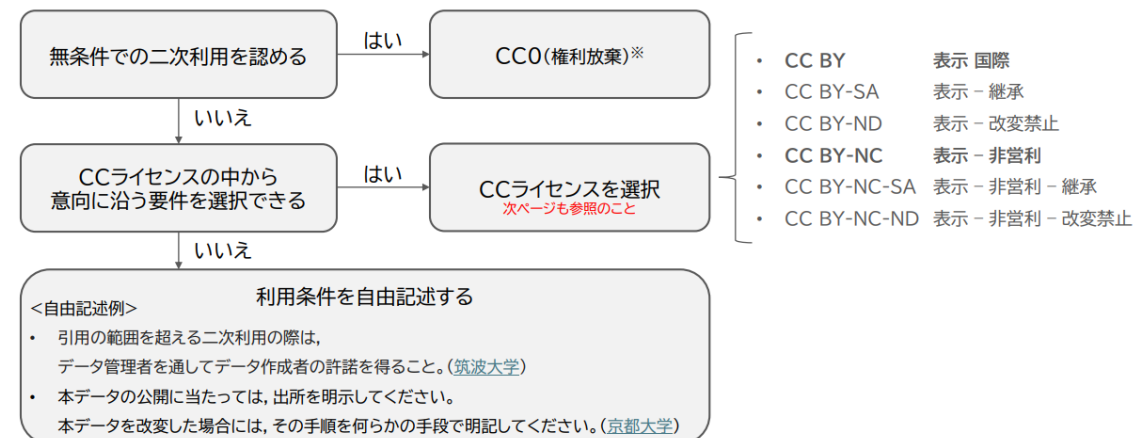 無条件での二次利用を認める
はい
CC0(権利放棄)※
いいえ
CCライセンスの中から
意向に沿う要件を選択できる
はい
CCライセンスを選択
次ページも参照のこと
• CC BY 表示 国際
• CC BY-SA 表示 – 継承
• CC BY-ND 表示 – 改変禁止
• CC BY-NC 表示 – 非営利
• CC BY-NC-SA 表示 – 非営利 – 継承
• CC BY-NC-ND 表示 – 非営利 – 改変禁止
いいえ
利用条件を自由記述する
<自由記述例>
• 引用の範囲を超える二次利用の際は,
データ管理者を通してデータ作成者の許諾を得ること。(筑波大学)
• 本データの公開に当たっては,出所を明示してください。
本データを改変した場合には,その手順を何らかの手段で明記してください。(京都大学)